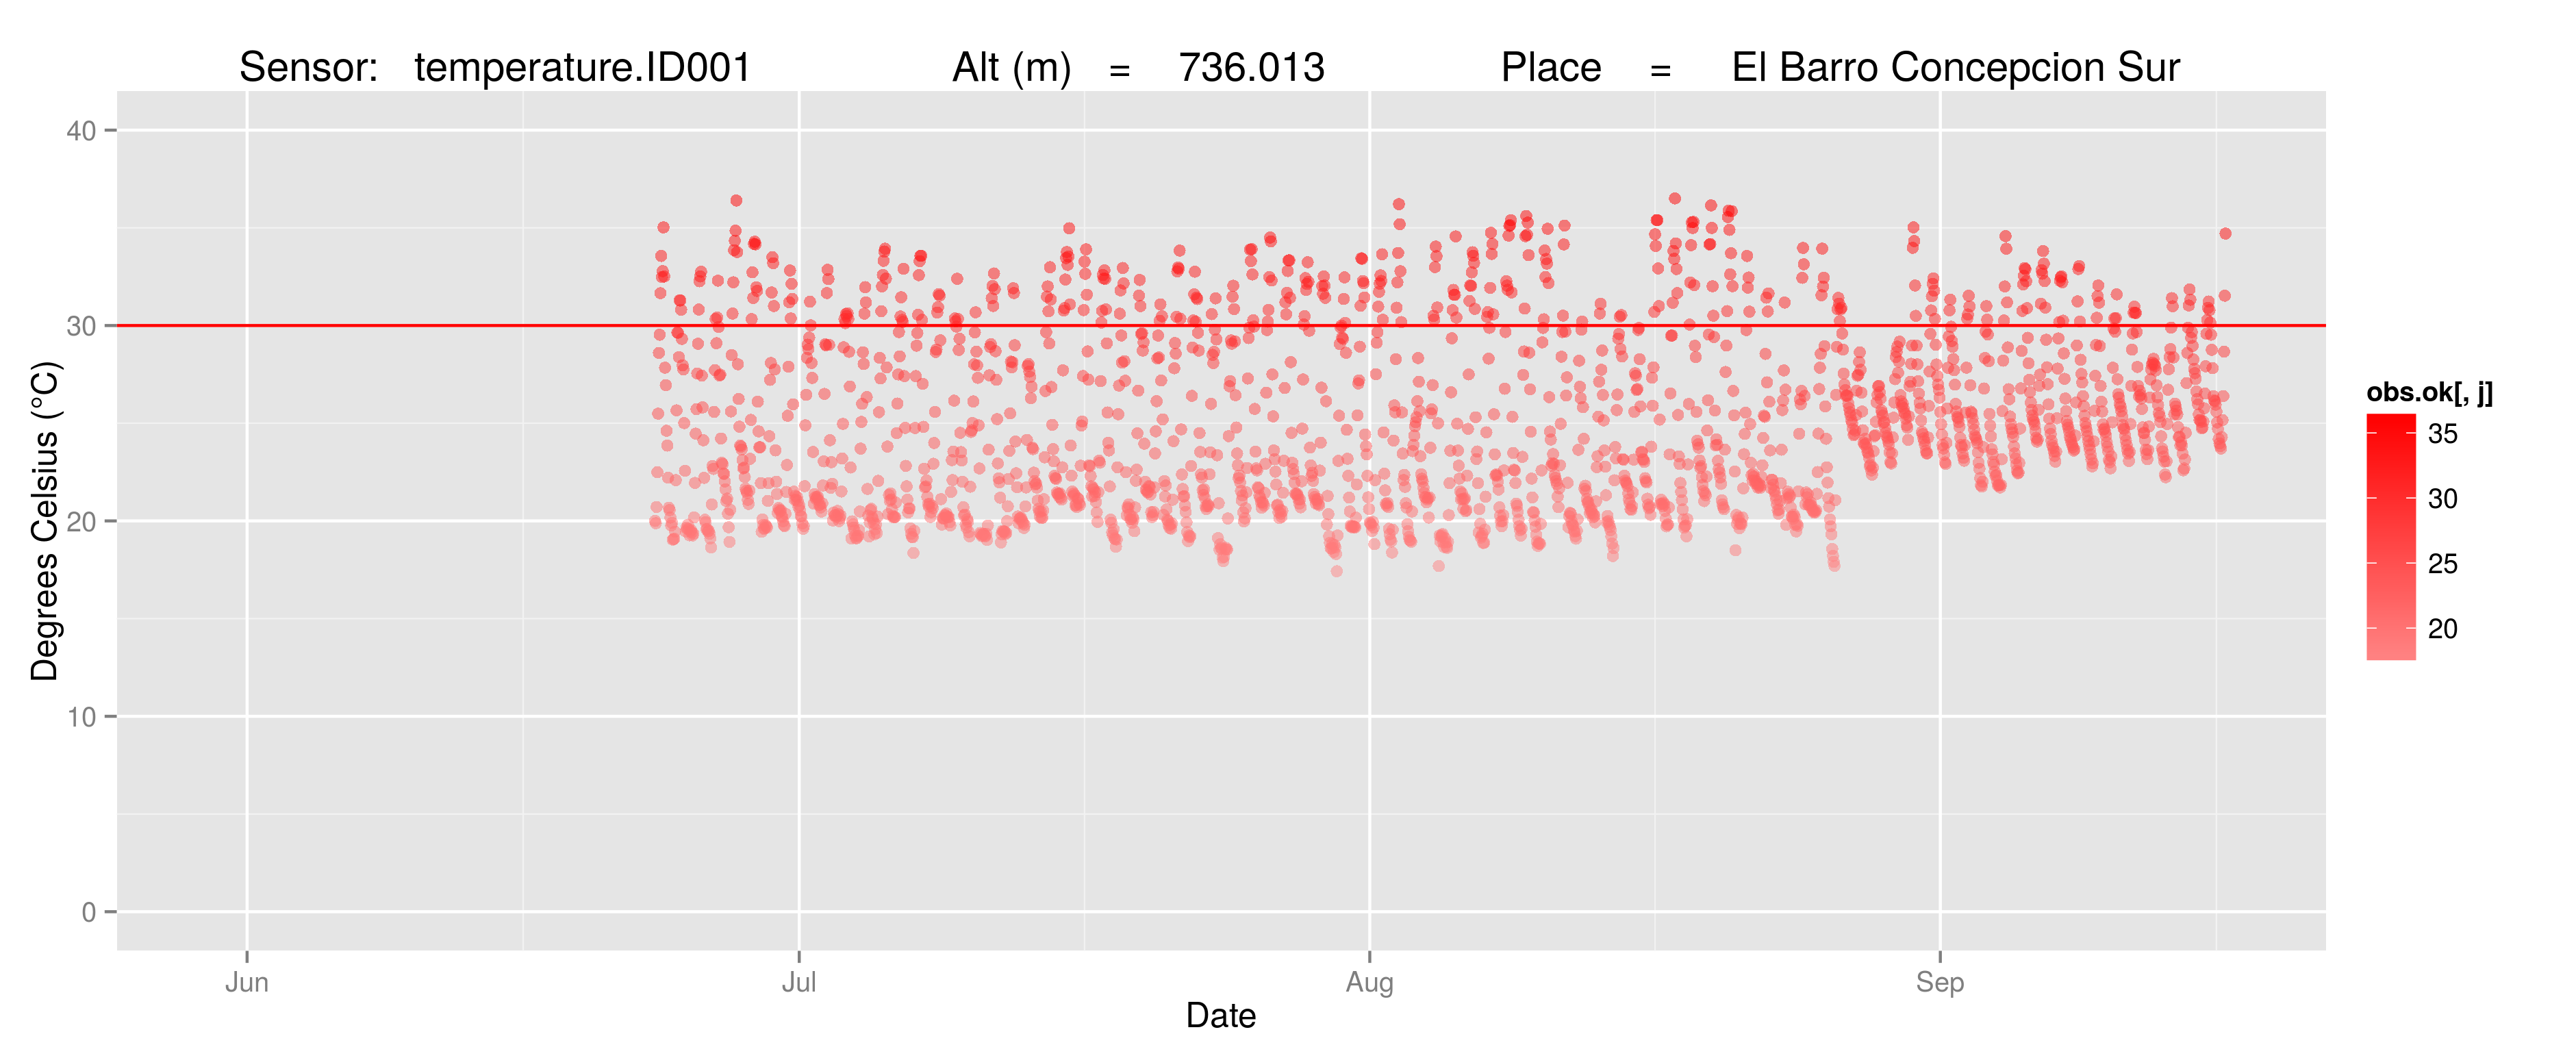 Sensor: temperature.ID001 Alt (m) = 736.013 Place = El Barro Concepcion Sur
40
30
20
10
0
Degrees Celsius (°C)
Jun Jul Aug Sep
Date
obs.ok[, j]
35
30
25
20